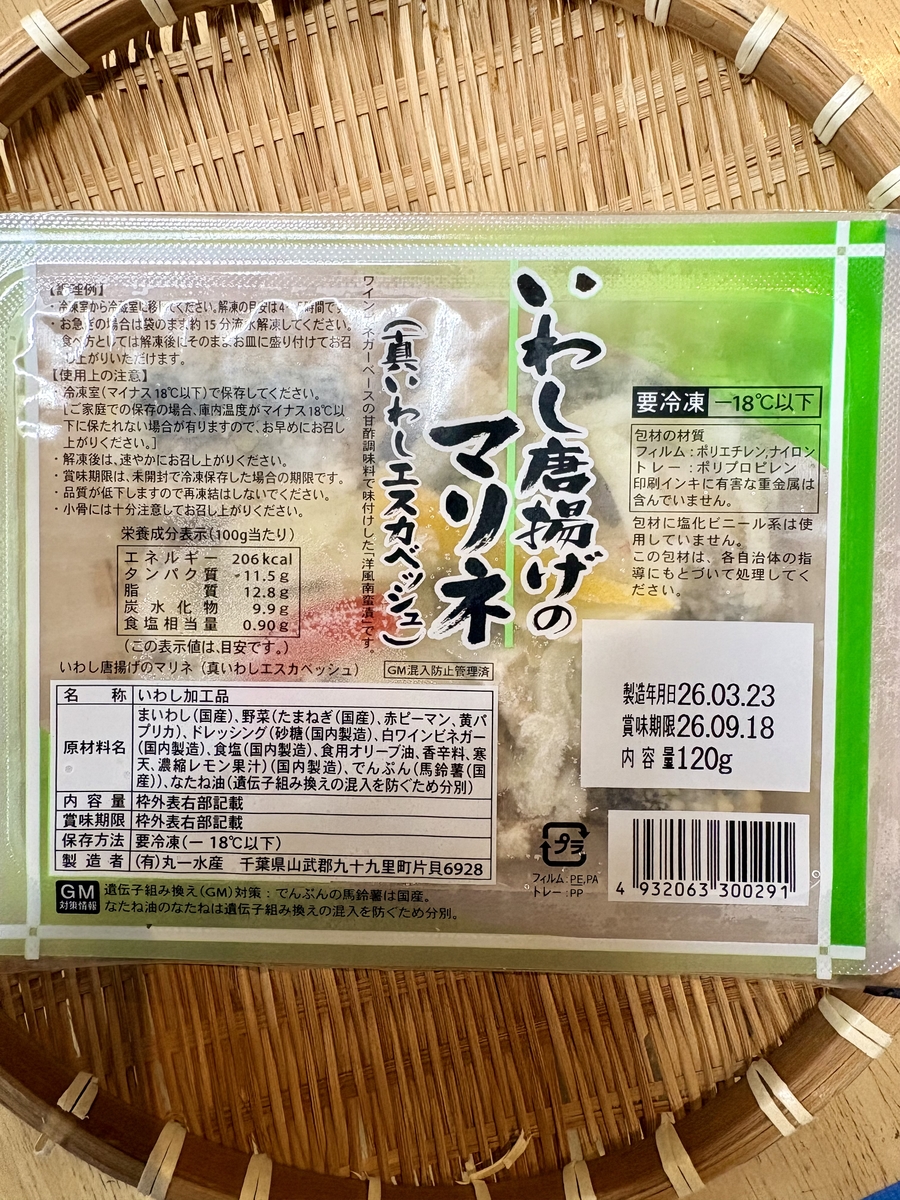 【調理例】
・冷凍室から冷蔵室に移してください。解凍の目安は4~5時間で
・お急ぎの場合は袋のまま約15分流水解凍してください。
食べ方としては解凍後にそのままお皿に盛り付けてお召
し上がりいただけます。
【使用上の注意】
・冷凍室(マイナス18℃以下)で保存してください。
[ご家庭での保存の場合、庫内温度がマイナス18℃以
下に保たれない場合が有りますので、お早めにお召し
上がりください。]
・解凍後は、速やかにお召し上がりください。
・賞味期限は、未開封で冷凍保存した場合の期限です。
・品質が低下しますので再凍結はしないでください。
・小骨には十分注意してお召し上がりください。
栄養成分表示(100g当たり)
エネルギー 206kcal
タンパク質 11.5g
脂質 12.8g
炭水化物 9.9g
食塩相当量 0.90g
(この表示値は、目安です。)
いわし唐揚げの
マリネ
(真いわしエスカベッシュ)
ワインビネガーベースの甘酢調味料で味付けした「洋風南蛮漬」です。
要冷凍 -18℃以下
包材の材質
フィルム:ポリエチレン,ナイロン
トレー:ポリプロピレン
印刷インキに有害な重金属は
含んでいません。
包材に塩化ビニール系は使
用していません。
この包材は、各自治体の指
導にもとづいて処理してく
ださい。
製造年月日26.03.23
賞味期限26.09.18
内容量120g
いわし唐揚げのマリネ(真いわしエスカベッシュ)
GM混入防止管理済
名称 いわし加工品
原材料名 まいわし(国産)、野菜(たまねぎ(国産)、赤ピーマン、黄パ
プリカ)、ドレッシング(砂糖(国内製造)、白ワインビネガー
(国内製造)、食塩(国内製造)、食用オリーブ油、香辛料、寒
天、濃縮レモン果汁)(国内製造)、でんぷん(馬鈴薯(国
産))、なたね油(遺伝子組み換えの混入を防ぐため分別)
内容量 枠外表右部記載
賞味期限 枠外表右部記載
保存方法 要冷凍(-18℃以下)
製造者 (有)丸一水産 千葉県山武郡九十九里町片貝6928
GM
対策情報
遺伝子組み換え(GM)対策:でんぷんの馬鈴薯は国産。
なたね油のなたねは遺伝子組み換えの混入を防ぐため分別。
プラ
フィルム:PE,PA
トレー:PP
4 932063 300291